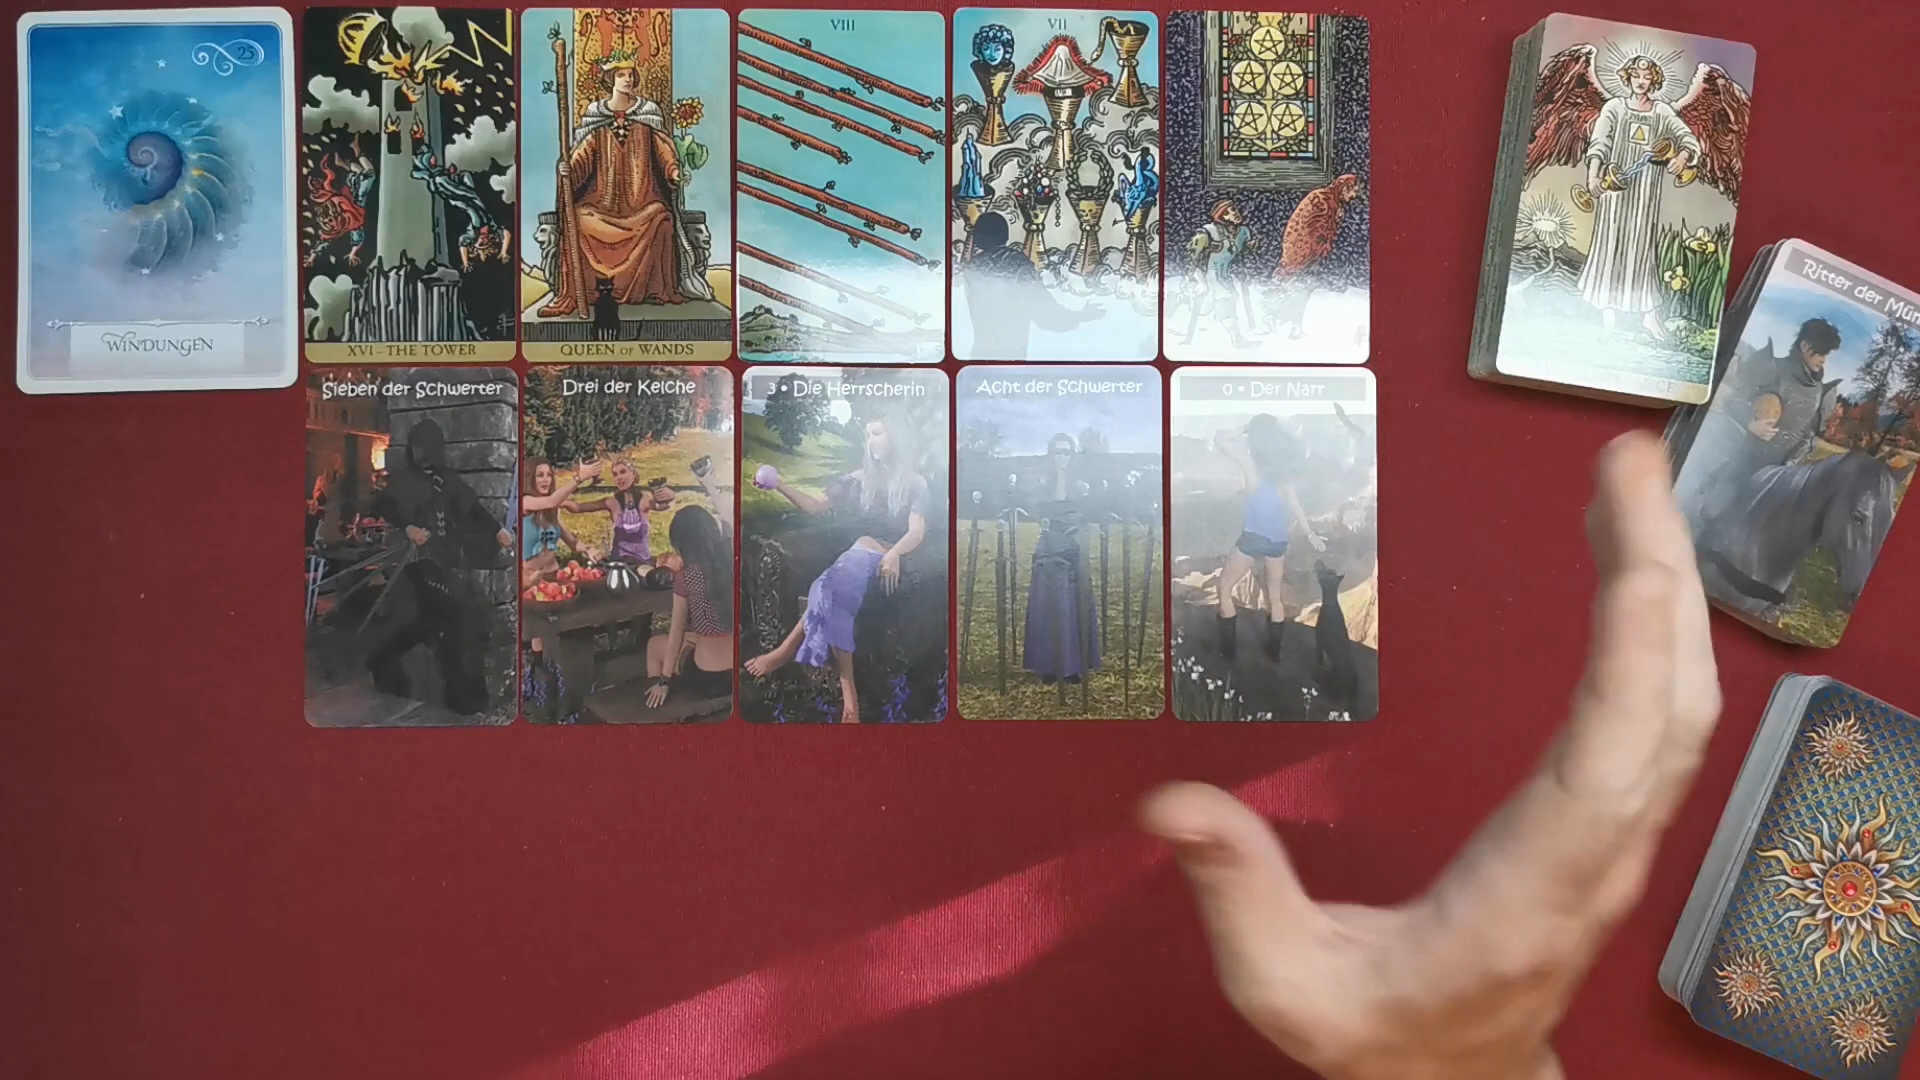 25
WINDUNGEN
XVI - THE TOWER
QUEEN OF WANDS
VIII
VII
V
Sieben der Schwerter
Drei der Kelche
3 • Die Herrscherin
Acht der Schwerter
0 • Der Narr
Ritter der